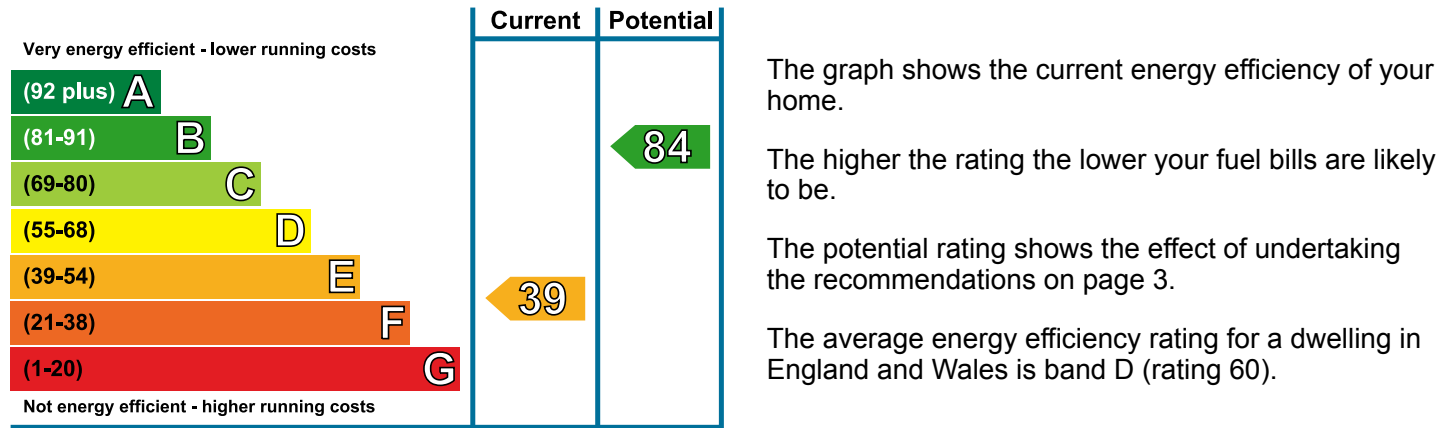 Current Potential
Very energy efficient - lower running costs
(92 plus) A
(81-91) B
84
(69-80) C
(55-68) D
(39-54) E
39
(21-38) F
(1-20) G
Not energy efficient - higher running costs
The graph shows the current energy efficiency of your
home.
The higher the rating the lower your fuel bills are likely
to be.
The potential rating shows the effect of undertaking
the recommendations on page 3.
The average energy efficiency rating for a dwelling in
England and Wales is band D (rating 60).